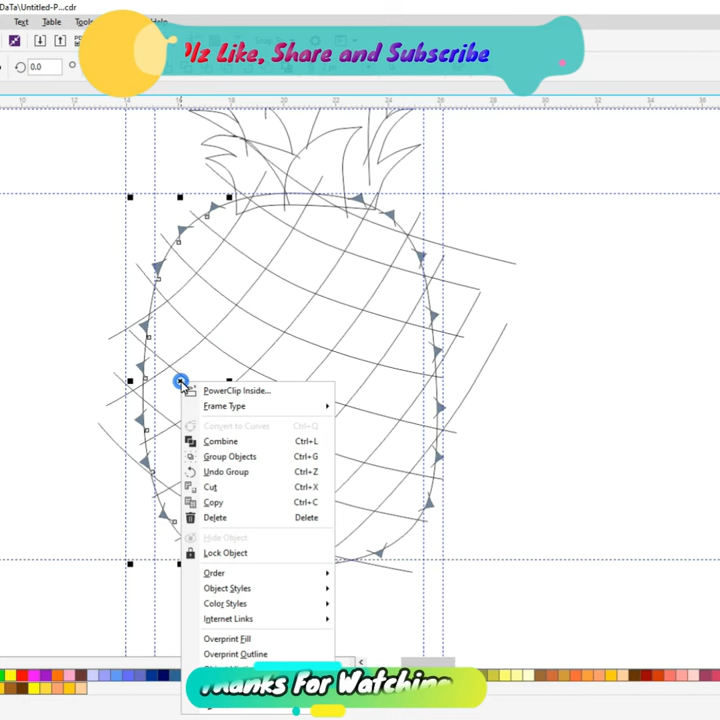 DaTa\Untitled-P...cdr
Text Table Tools Help
Plz Like, Share and Subscribe
0.0
10 14 16 18 20 22 24 26 28 30 32 34 36
PowerClip Inside...
Frame Type
Convert to Curves Ctrl+Q
Combine Ctrl+L
Group Objects Ctrl+G
Undo Group Ctrl+Z
Cut Ctrl+X
Copy Ctrl+C
Delete Delete
Hide Object
Lock Object
Order
Object Styles
Color Styles
Internet Links
Overprint Fill
Overprint Outline
Thanks For Watching